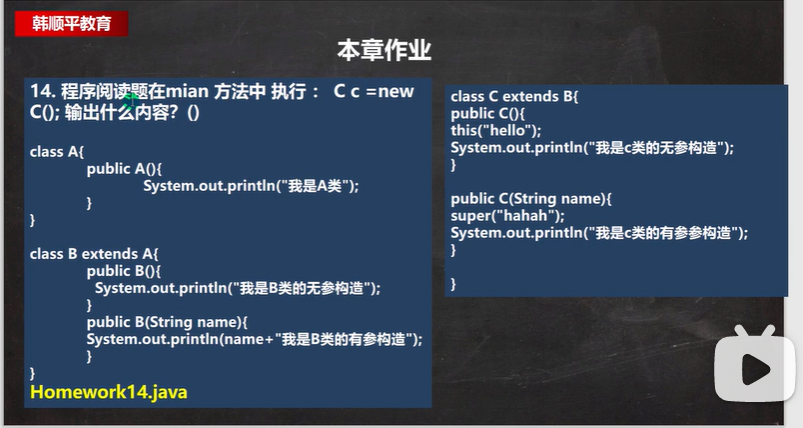 韩顺平教育
本章作业
14. 程序阅读题在mian 方法中 执行： C c =new
C(); 输出什么内容？()
class A{
public A(){
System.out.println("我是A类");
}
}
class B extends A{
public B(){
System.out.println("我是B类的无参构造");
}
public B(String name){
System.out.println(name+"我是B类的有参构造");
}
}
Homework14.java
class C extends B{
public C(){
this("hello");
System.out.println("我是c类的无参构造");
}
public C(String name){
super("hahah");
System.out.println("我是c类的有参参构造");
}
}